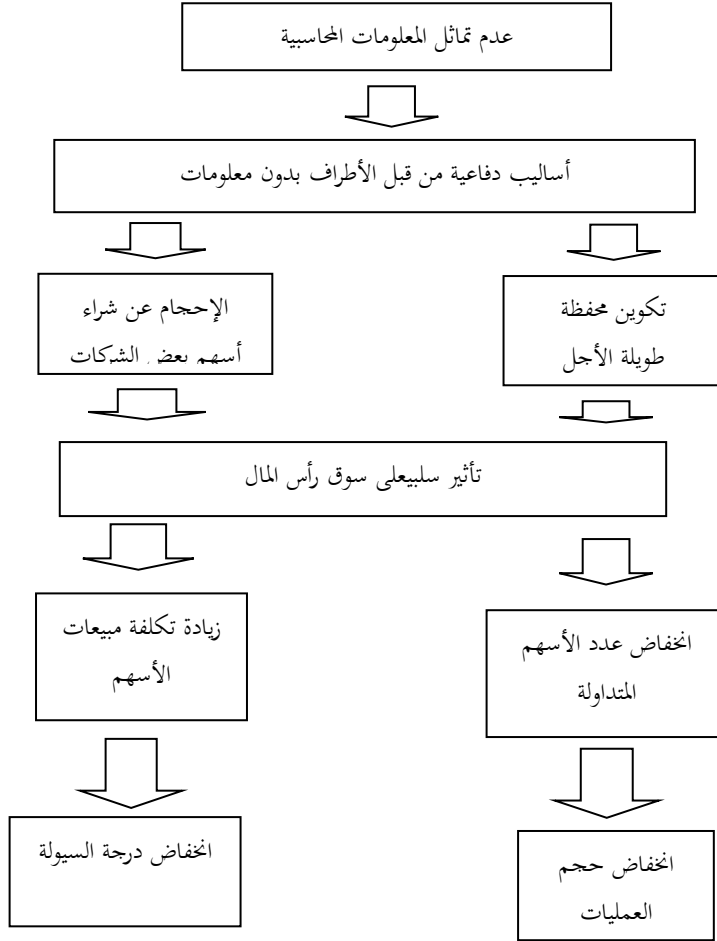 عدم تماثل المعلومات المحاسبية
أساليب دفاعية من قبل الأطراف بدون معلومات
تكوين محفظة
طويلة الأجل
الإحجام عن شراء
أسهم بعض الشركات
تأثير سلبيعلى سوق رأس المال
انخفاض عدد الأسهم
المتداولة
زيادة تكلفة مبيعات
الأسهم
انخفاض حجم
العمليات
انخفاض درجة السيولة